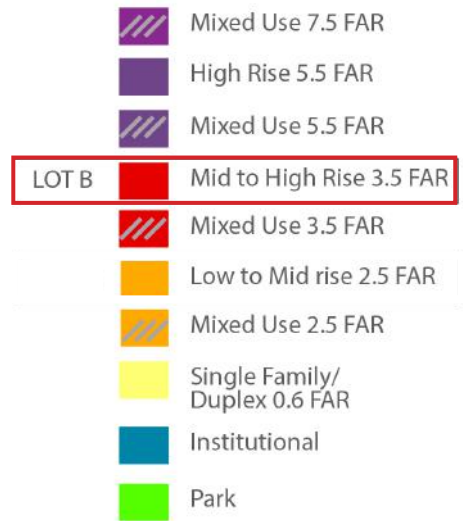 Mixed Use 7.5 FAR
High Rise 5.5 FAR
Mixed Use 5.5 FAR
LOT B Mid to High Rise 3.5 FAR
Mixed Use 3.5 FAR
Low to Mid rise 2.5 FAR
Mixed Use 2.5 FAR
Single Family/
Duplex 0.6 FAR
Institutional
Park